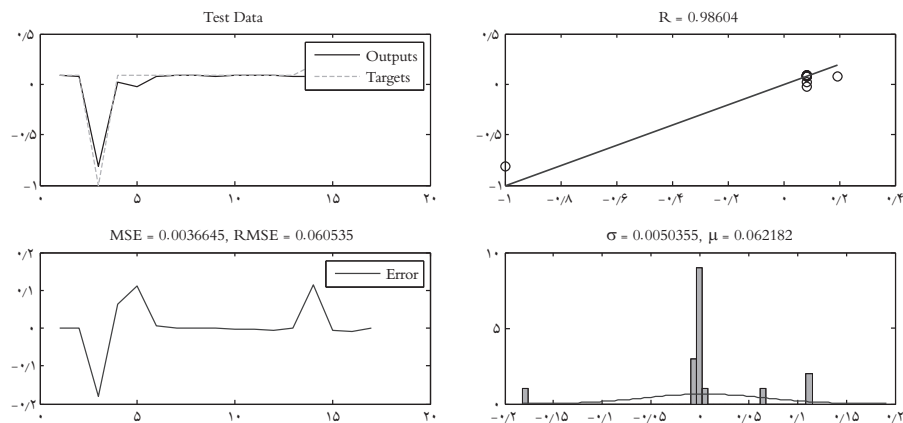 Test Data
۰/۵
۰
−۰/۵
−۱
Outputs
Targets
۰ ۵ ۱۰ ۱۵ ۲۰
R = 0.98604
۰/۵
۰
−۰/۵
−۱
−۱ −۰/۸ −۰/۶ −۰/۴ −۰/۲ ۰ ۰/۲ ۰/۴
MSE = 0.0036645, RMSE = 0.060535
۰/۲
۰/۱
۰
−۰/۱
−۰/۲
Error
۰ ۵ ۱۰ ۱۵ ۲۰
σ = 0.0050355, μ = 0.062182
۱۰
۵
۰
−۰/۲ −۰/۱۵ −۰/۱ −۰/۰۵ ۰ ۰/۰۵ ۰/۱ ۰/۱۵ ۰/۲